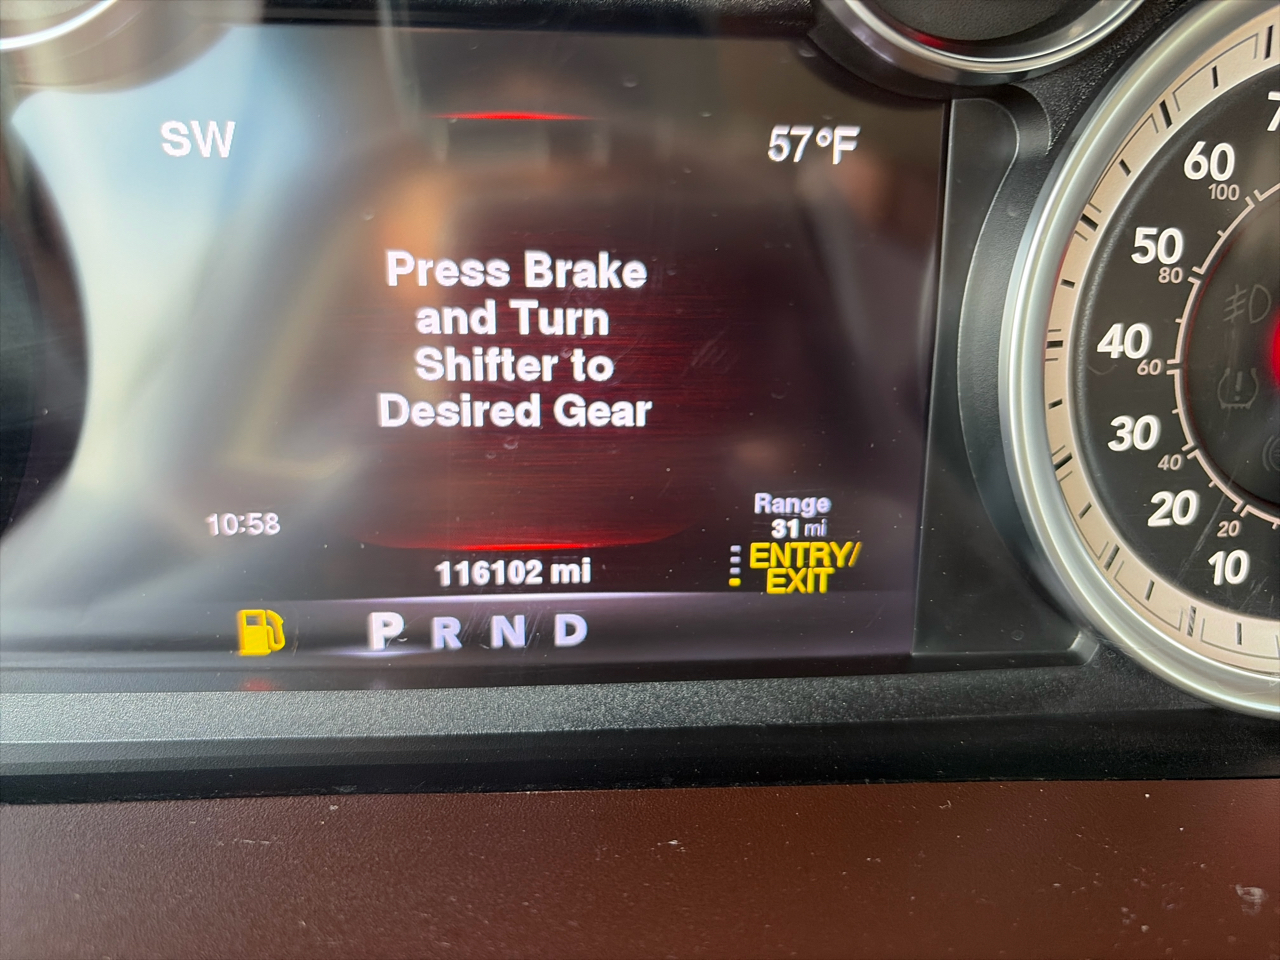 SW
57°F
Press Brake
and Turn
Shifter to
Desired Gear
10:58
Range
31 mi
ENTRY/
EXIT
116102 mi
P R N D
7
60
100
50
80
40
60
30
40
20
20
10